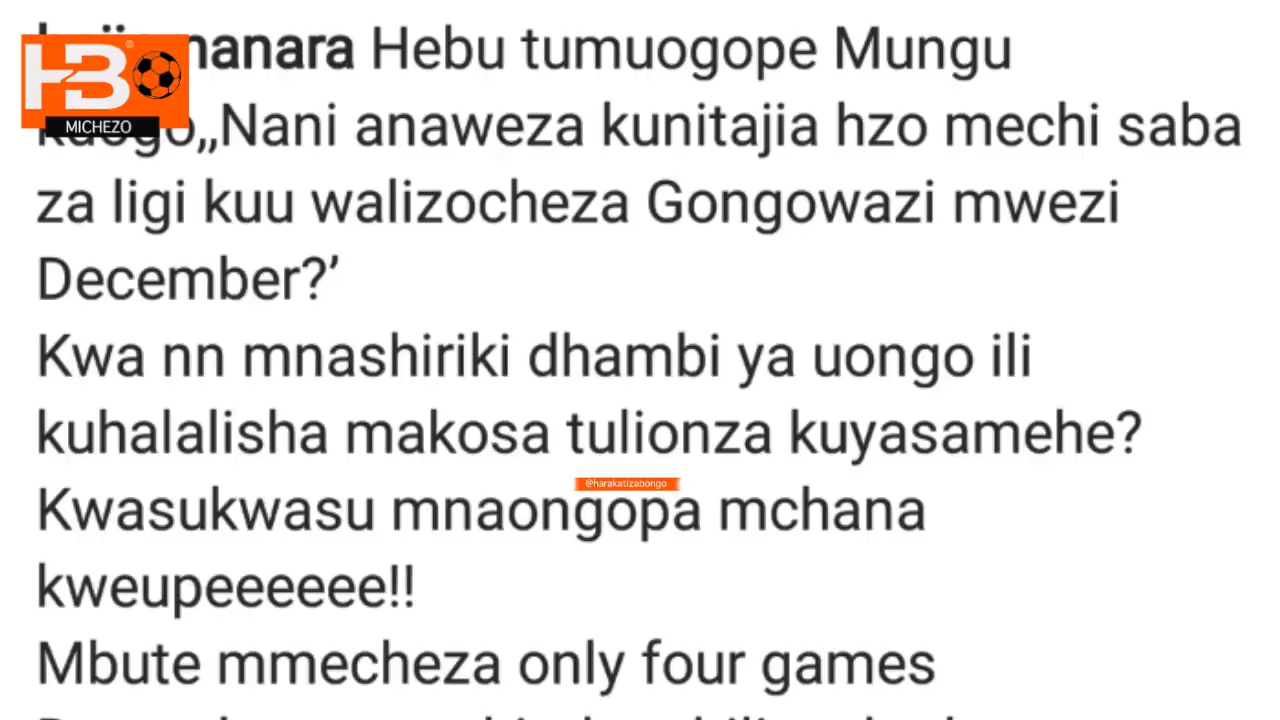 manara Hebu tumuogope Mungu
HB
MICHEZO
Nani anaweza kunitajia hzo mechi saba
za ligi kuu walizocheza Gongowazi mwezi
December?’
Kwa nn mnashiriki dhambi ya uongo ili
kuhalalisha makosa tulionza kuyasamehe?
@harakatizabongo
Kwasukwasu mnaongopa mchana
kweupeeeeeee!!
Mbute mmecheza only four games